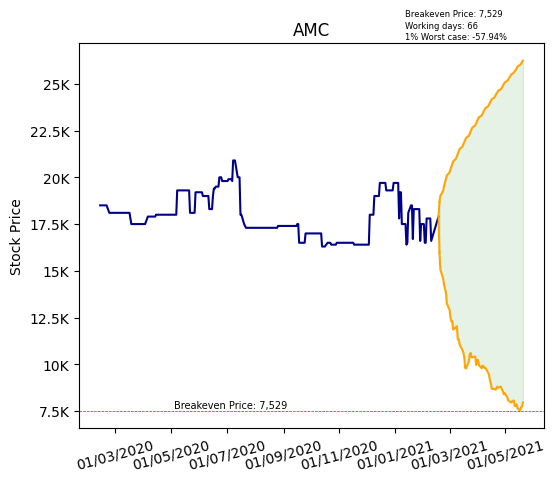 Breakeven Price: 7,529
Working days: 66
1% Worst case: -57.94%
AMC
Stock Price
25K
22.5K
20K
17.5K
15K
12.5K
10K
7.5K
Breakeven Price: 7,529
01/03/2020 01/05/2020 01/07/2020 01/09/2020 01/11/2020 01/01/2021 01/03/2021 01/05/2021